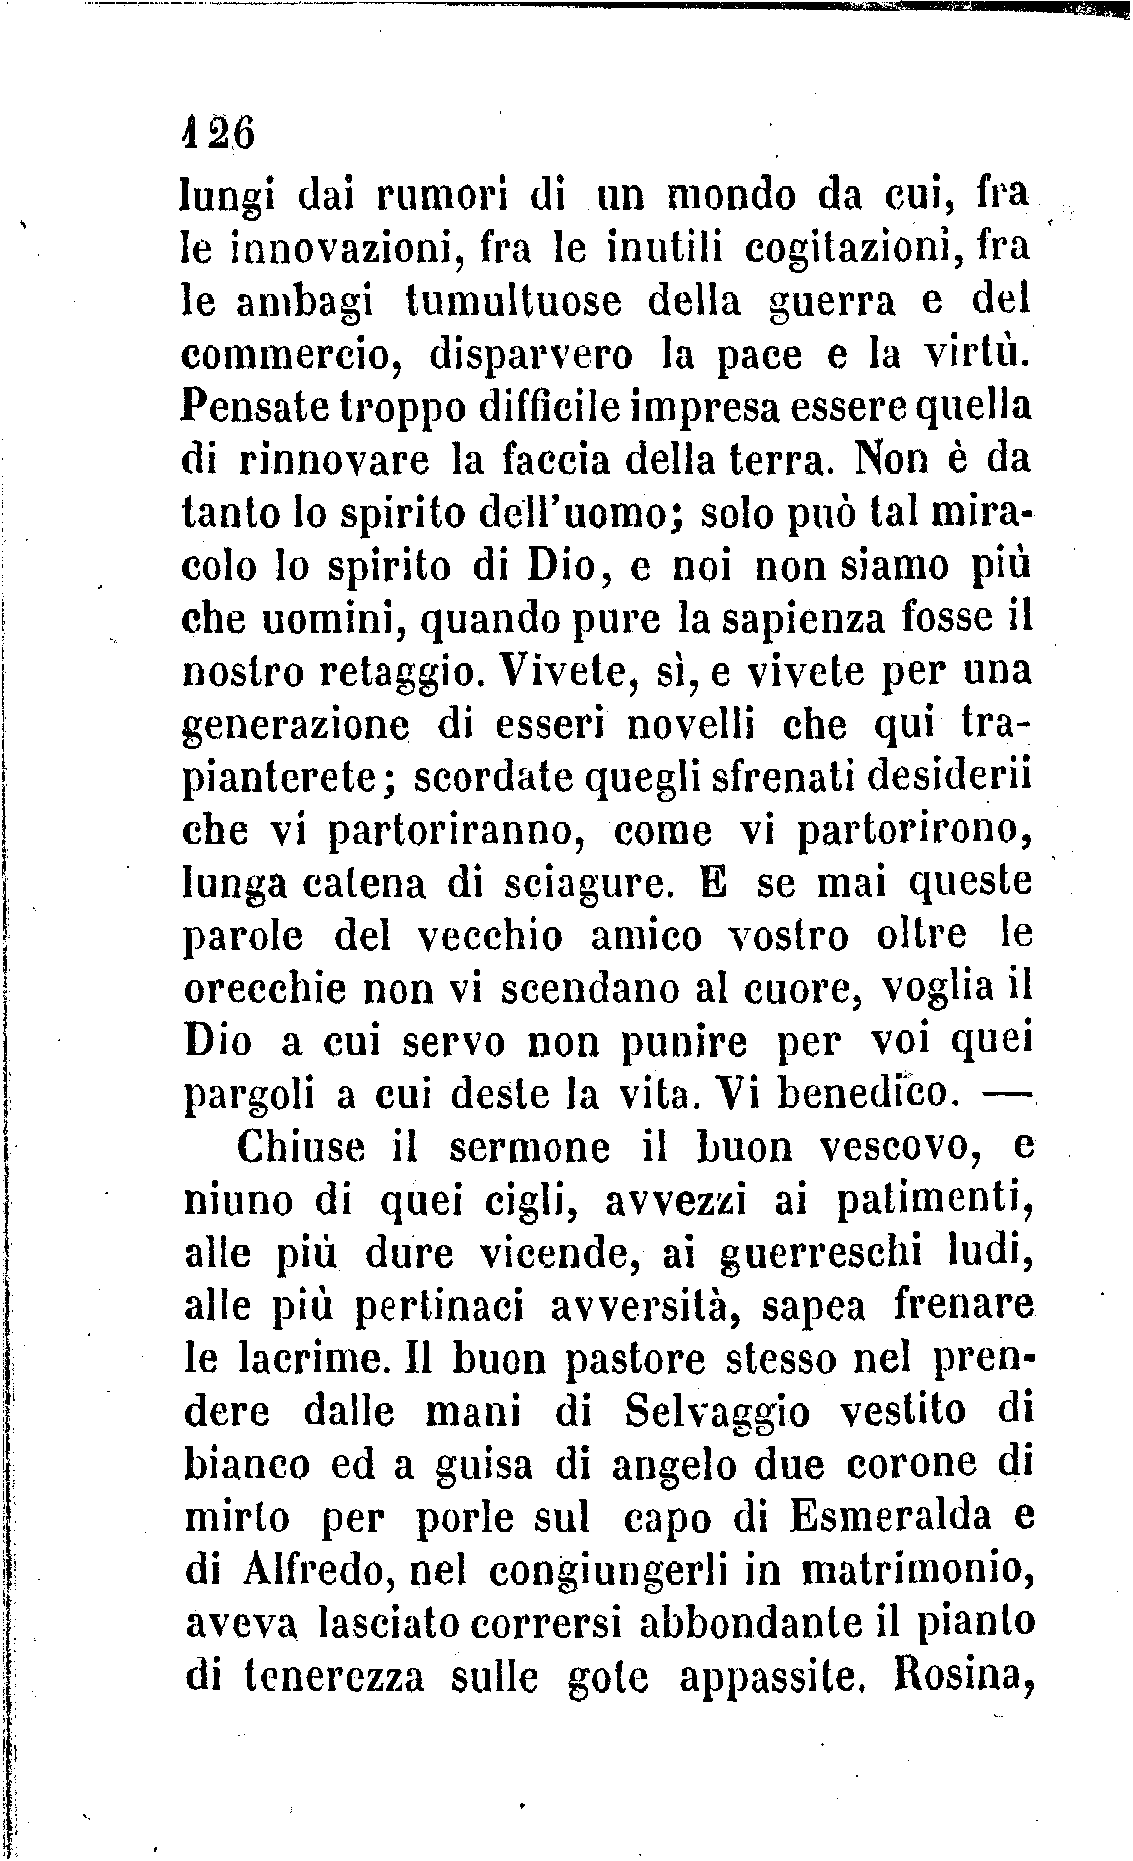 126
lungi dai rumori di un mondo da cui, fra
le innovazioni, fra le inutili cogitazioni, fra
le ambagi tumultuose della guerra e del
commercio, disparvero la pace e la virtù.
Pensate troppo difficile impresa essere quella
di rinnovare la faccia della terra. Non è da
tanto lo spirito dell'uomo; solo può tal mira-
colo lo spirito di Dio, e noi non siamo più
che uomini, quando pure la sapienza fosse il
nostro retaggio. Vivete, sì, e vivete per una
generazione di esseri novelli che qui tra-
pianterete; scordate quegli sfrenati desiderii
che vi partoriranno, come vi partorirono,
lunga catena di sciagure. E se mai queste
parole del vecchio amico vostro oltre le
orecchie non vi scendano al cuore, voglia il
Dio a cui servo non punire per voi quei
pargoli a cui deste la vita. Vi benedico. —
Chiuse il sermone il buon vescovo, e
niuno di quei cigli, avvezzi ai patimenti,
alle più dure vicende, ai guerreschi ludi,
alle più pertinaci avversità, sapea frenare
le lacrime. Il buon pastore stesso nel pren-
dere dalle mani di Selvaggio vestito di
bianco ed a guisa di angelo due corone di
mirto per porle sul capo di Esmeralda e
di Alfredo, nel congiungerli in matrimonio,
aveva lasciato corrersi abbondante il pianto
di tenerezza sulle gote appassite. Rosina,